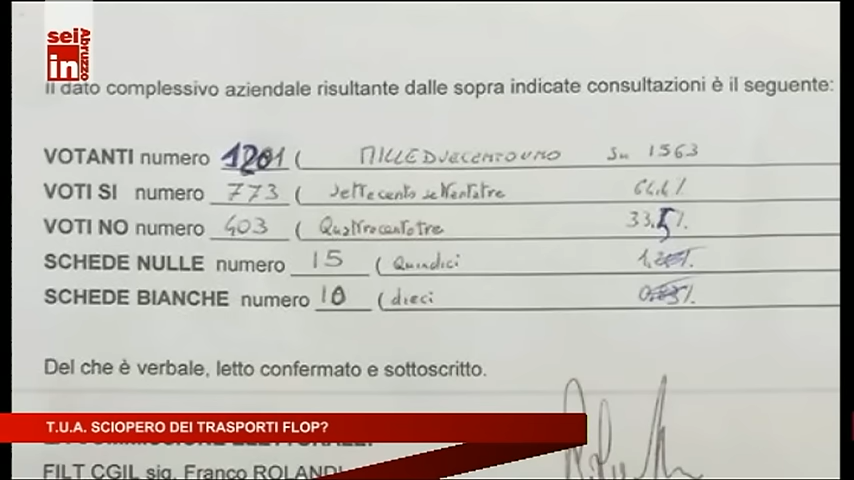 sei in Abruzzo
Il dato complessivo aziendale risultante dalle sopra indicate consultazioni è il seguente:
VOTANTI numero 1201 ( MILLEDUECENTOUNO Su 1563
VOTI SI numero 773 ( settecento settantatre
VOTI NO numero 403 ( Quattrocentotre 33,5%
SCHEDE NULLE numero 15 ( Quindici
SCHEDE BIANCHE numero 10 ( dieci
Del che è verbale, letto confermato e sottoscritto.
T.U.A. SCIOPERO DEI TRASPORTI FLOP?
FILT CGIL sig. Franco ROLANDI